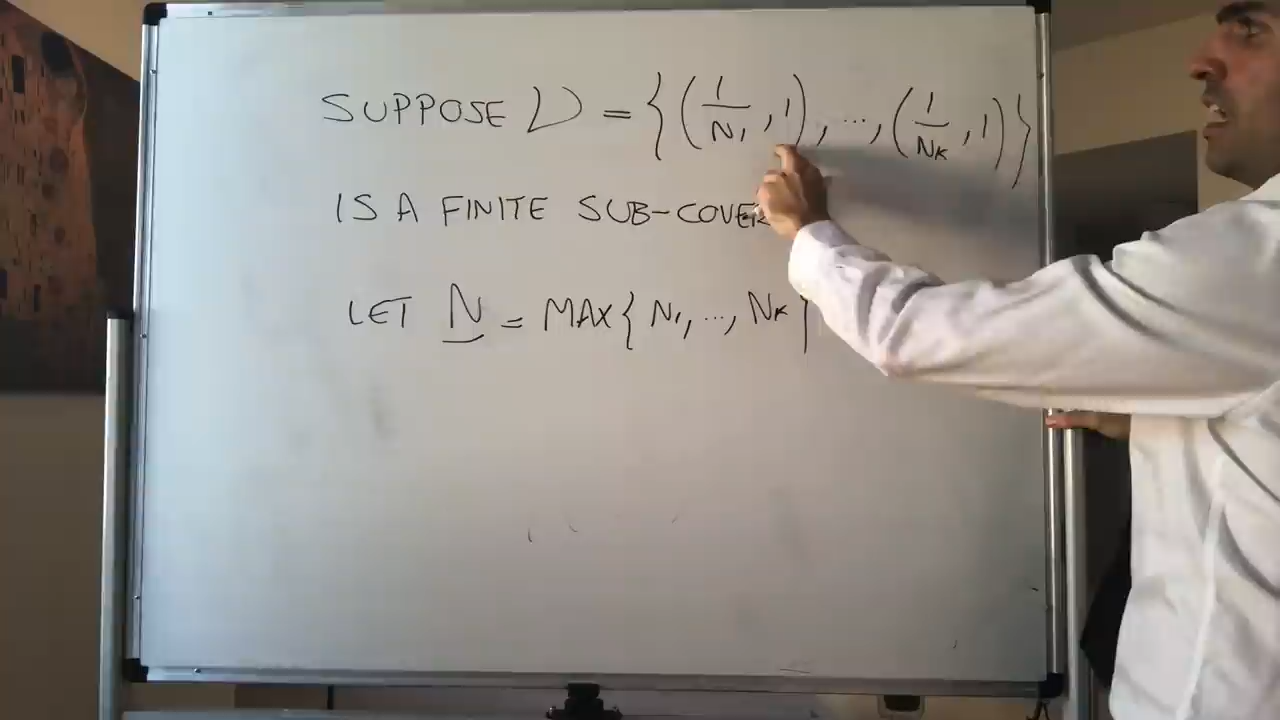 SUPPOSE V = {(1/N₁, 1), ..., (1/Nₖ, 1)}
IS A FINITE SUB-COVER
LET N = MAX{N₁, ..., Nₖ}